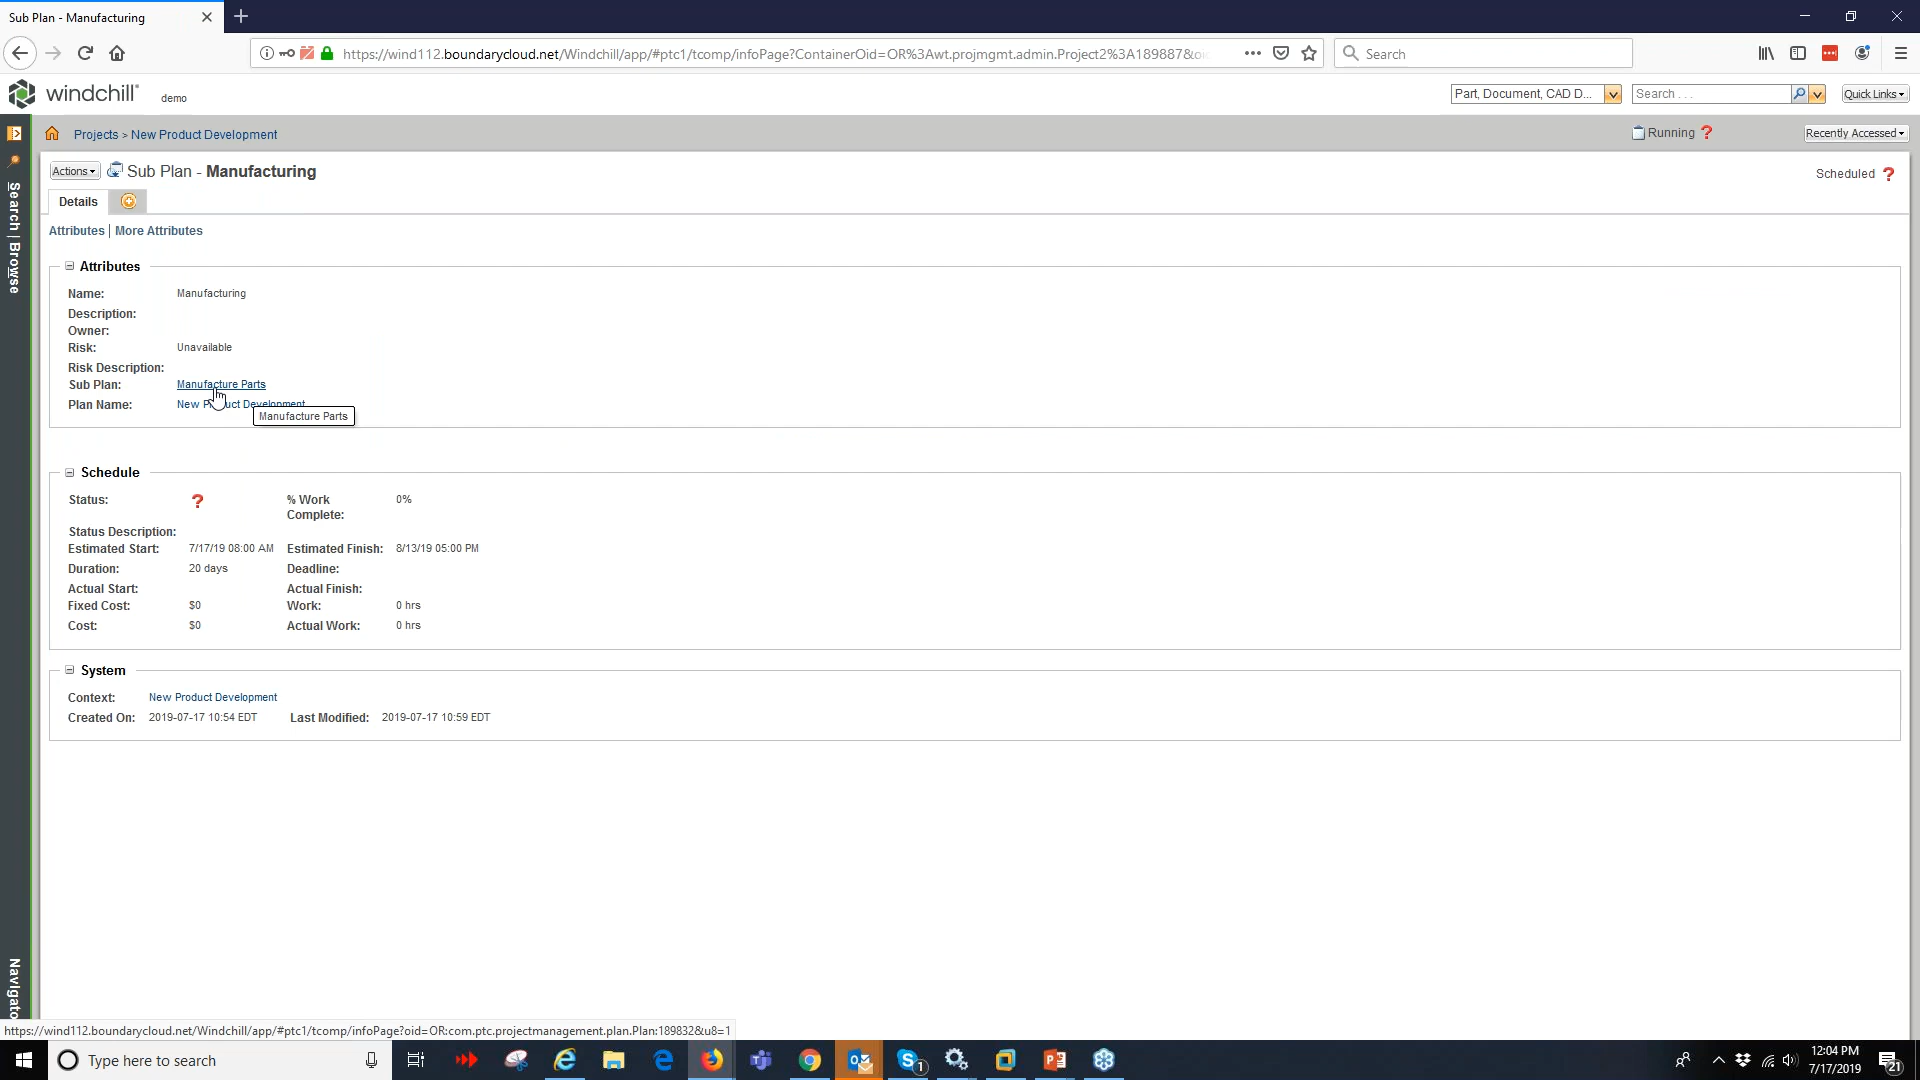 Sub Plan - Manufacturing
https://wind112.boundarycloud.net/Windchill/app/#ptc1/tcomp/infoPage?ContainerOid=OR%3Awt.projmgmt.admin.Project2%3A189887&oi
Search
windchill
demo
Part, Document, CAD D...
Search . . .
Quick Links
Projects > New Product Development
Running ?
Recently Accessed
Actions
Sub Plan - Manufacturing
Scheduled ?
Details
Search | Browse
Attributes | More Attributes
Attributes
Name: Manufacturing
Description:
Owner:
Risk: Unavailable
Risk Description:
Sub Plan: Manufacture Parts
Plan Name:
Manufacture Parts
Schedule
Status: ? % Work Complete: 0%
Status Description:
Estimated Start: 7/17/19 08:00 AM Estimated Finish: 8/13/19 05:00 PM
Duration: 20 days Deadline:
Actual Start: Actual Finish:
Fixed Cost: $0 Work: 0 hrs
Cost: $0 Actual Work: 0 hrs
System
Context: New Product Development
Created On: 2019-07-17 10:54 EDT Last Modified: 2019-07-17 10:59 EDT
Navigato
https://wind112.boundarycloud.net/Windchill/app/#ptc1/tcomp/infoPage?oid=OR:com.ptc.projectmanagement.plan.Plan:189832&u8=1
Type here to search
1
12:04 PM
7/17/2019
21